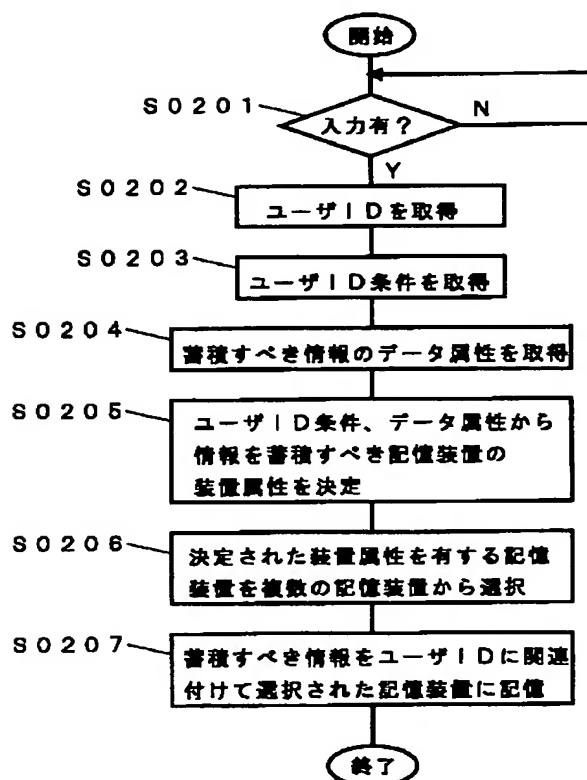 開始
S0201
入力有?
N
Y
S0202
ユーザIDを取得
S0203
ユーザID条件を取得
S0204
蓄積すべき情報のデータ属性を取得
S0205
ユーザID条件、データ属性から
情報を蓄積すべき記憶装置の
装置属性を決定
S0206
決定された装置属性を有する記憶
装置を複数の記憶装置から選択
S0207
蓄積すべき情報をユーザIDに関連
付けて選択された記憶装置に記憶
終了